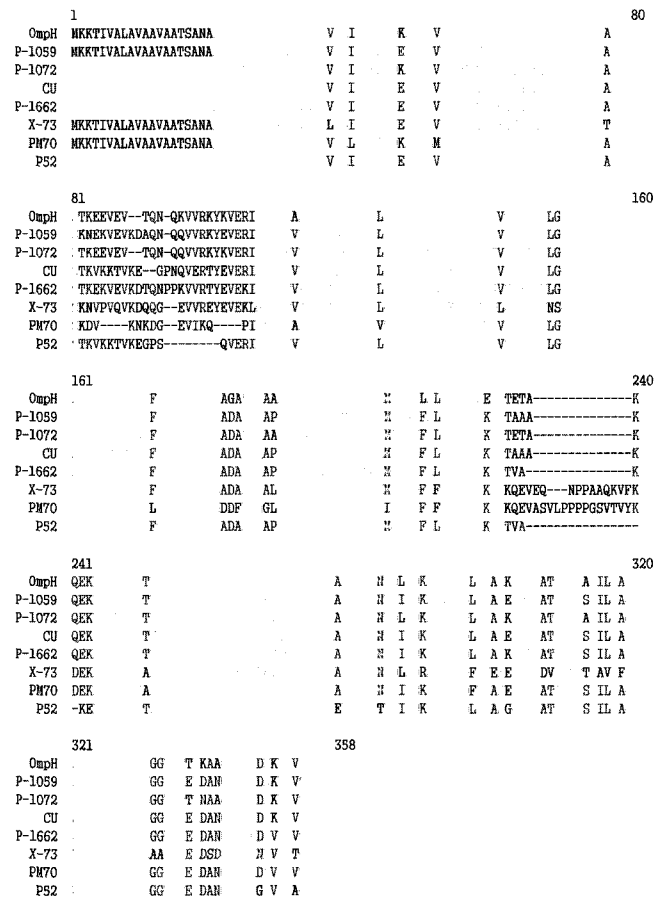 1 80
OmpH MKKTIVALAVAAVAATSANA V I K V A
P-1059 MKKTIVALAVAAVAATSANA V I E V A
P-1072 V I K V A
CU V I E V A
P-1662 V I E V A
X-73 MKKTIVALAVAAVAATSANA L I E V T
PM70 MKKTIVALAVAAVAATSANA V L K M A
P52 V I E V A
81 160
OmpH TKEEVEV--TQN-QKVVRKYKVERI A L V LG
P-1059 KNEKVEVKDAQN-QQVVRKYEVERI V L V LG
P-1072 TKEEVEV--TQN-QQVVRKYEVERI V L V LG
CU TKVKKTVKE--GPNQVERTYEVERI V L V LG
P-1662 TKEKVEVKDTQNPPKVVRTYEVEKI V L V LG
X-73 KNVPVQVKDQQG--EVVREYEVEKL V L L NS
PM70 KDV----KNKDG--EVIKQ----PI A V V LG
P52 TKVKKTVKEGPS--------QVERI V L V LG
161 240
OmpH F AGA AA N L L E TETA---------------K
P-1059 F ADA AP N F L K TAAA---------------K
P-1072 F ADA AA N F L K TETA---------------K
CU F ADA AP N F L K TAAA---------------K
P-1662 F ADA AP N F L K TVA----------------K
X-73 F ADA AL N F F K KQEVEQ---NPPAAQKVFK
PM70 L DDF GL I F F K KQEVASVLPPPPGSVTVYK
P52 F ADA AP N F L K TVA----------------
241 320
OmpH QEK T A N L K L A K AT A IL A
P-1059 QEK T A N I K L A E AT S IL A
P-1072 QEK T A N L K L A K AT A IL A
CU QEK T A N I K L A E AT S IL A
P-1662 QEK T A N I K L A K AT S IL A
X-73 DEK A A N L R F E E DV T AV F
PM70 DEK A A N I K F A E AT S IL A
P52 -KE T E T I K L A G AT S IL A
321 358
OmpH GG T KAA D K V
P-1059 GG E DAN D K V
P-1072 GG T NAA D K V
CU GG E DAN D K V
P-1662 GG E DAN D V V
X-73 AA E DSD N V T
PM70 GG E DAN D V V
P52 GG E DAN G V A